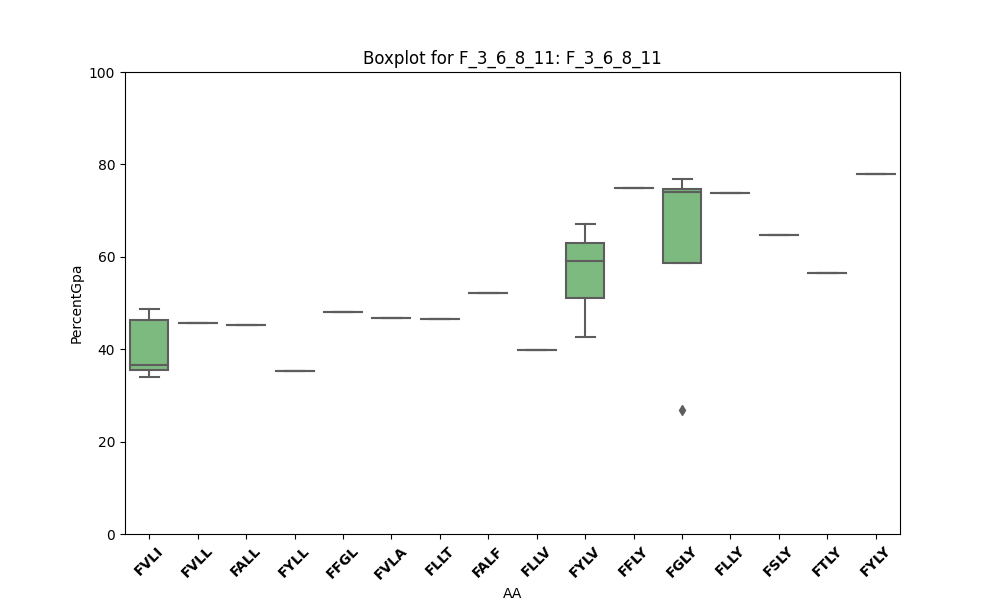 Boxplot for F_3_6_8_11: F_3_6_8_11
100
80
60
40
20
0
PercentGpa
FVLI FVLL FALL FYLL FFGL FVLA FLLT FALF FLLV FYLV FFLY FGLY FLLY FSLY FTLY FYLY
AA